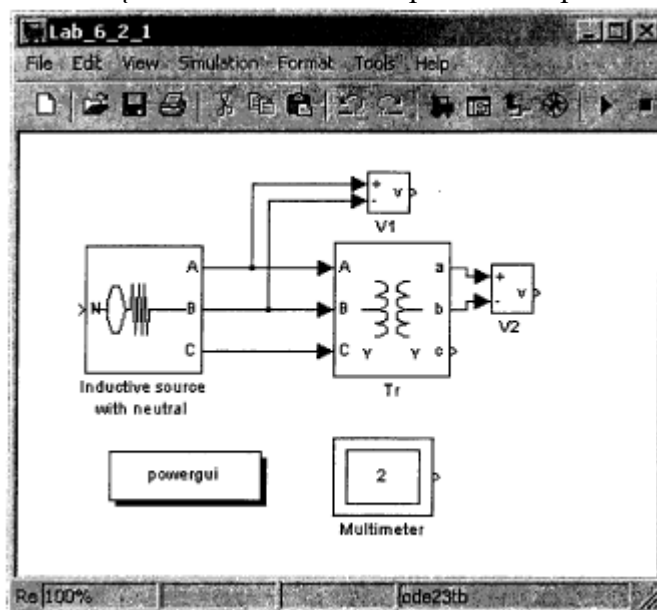 Lab_6_2_1
File Edit View Simulation Format Tools Help
+ v
-
V1
A A a + v
N B B b -
V2
C C Y Y c
Tr
Inductive source
with neutral
powergui
2
Multimeter
Re 100% ode23tb